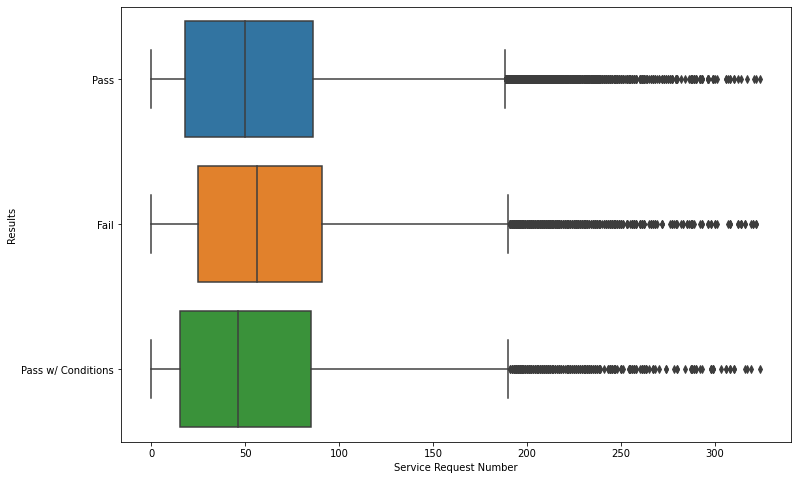 Results
Pass
Fail
Pass w/ Conditions
0 50 100 150 200 250 300
Service Request Number